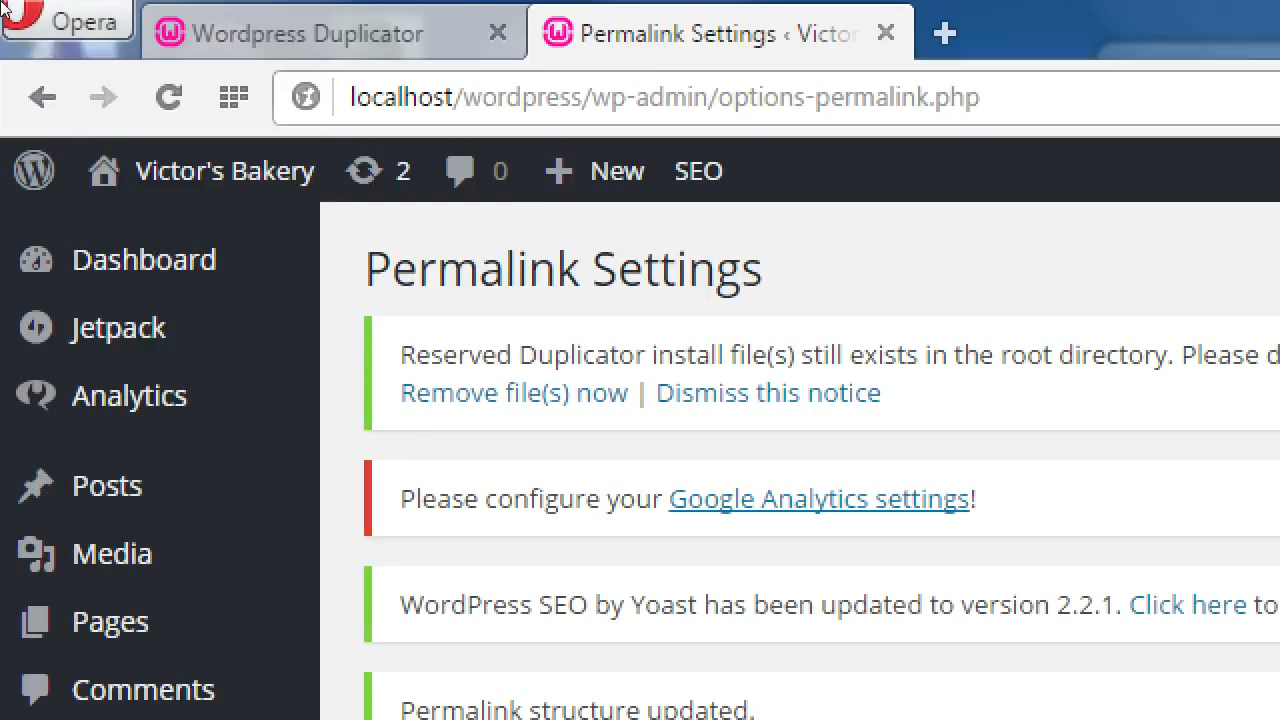 Opera
Wordpress Duplicator
Permalink Settings ‹ Victor
localhost/wordpress/wp-admin/options-permalink.php
Victor's Bakery 2 0 New SEO
Dashboard
Jetpack
Analytics
Posts
Media
Pages
Comments
Permalink Settings
Reserved Duplicator install file(s) still exists in the root directory. Please d
Remove file(s) now | Dismiss this notice
Please configure your Google Analytics settings!
WordPress SEO by Yoast has been updated to version 2.2.1. Click here to
Permalink structure updated.